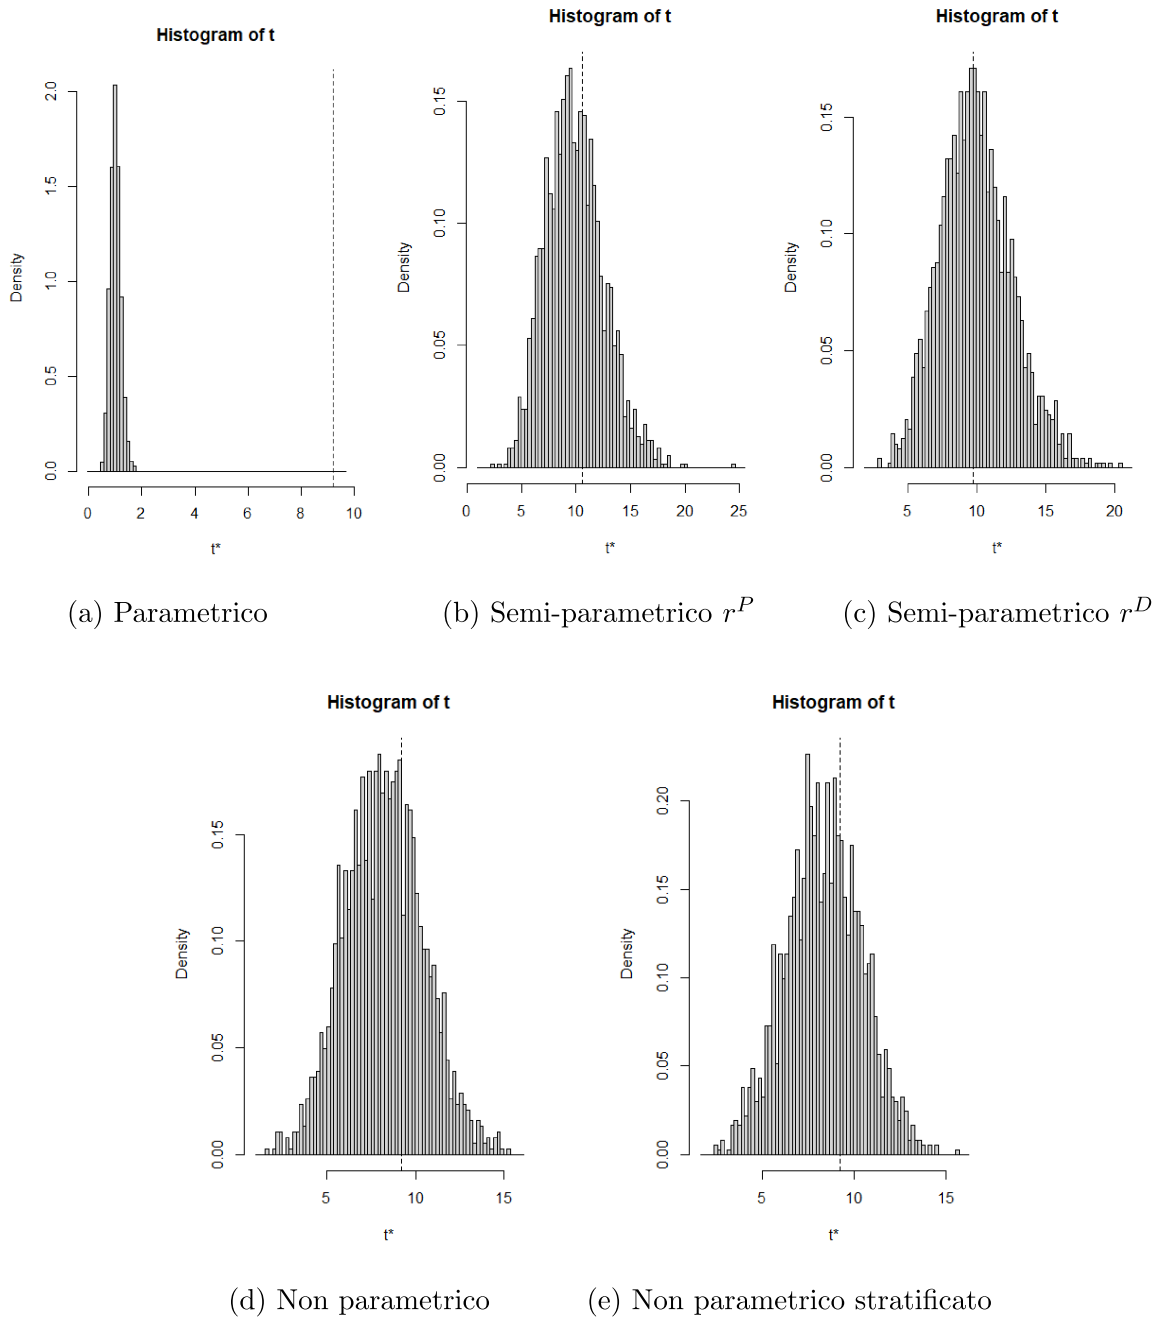 Histogram of t
Histogram of t
Histogram of t
Density
0.0 0.5 1.0 1.5 2.0
0 2 4 6 8 10
t*
Density
0.00 0.05 0.10 0.15
0 5 10 15 20 25
t*
Density
0.00 0.05 0.10 0.15
5 10 15 20
t*
(a) Parametrico
(b) Semi-parametrico r^P
(c) Semi-parametrico r^D
Histogram of t
Histogram of t
Density
0.00 0.05 0.10 0.15
5 10 15
t*
Density
0.00 0.05 0.10 0.15 0.20
5 10 15
t*
(d) Non parametrico
(e) Non parametrico stratificato